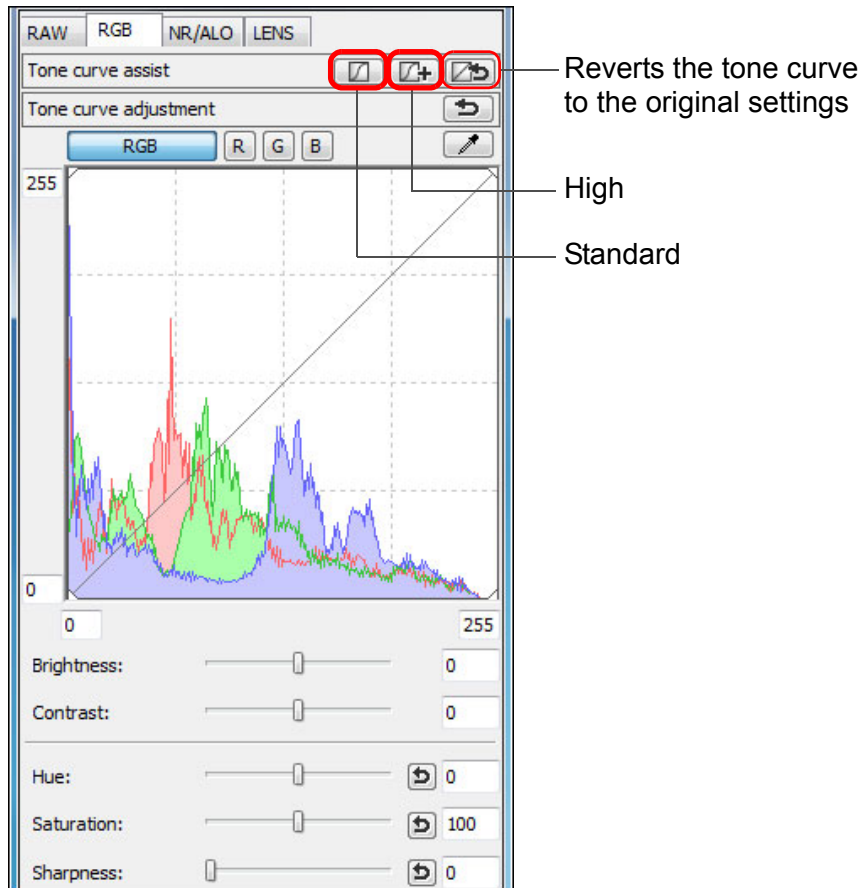 RAW RGB NR/ALO LENS
Tone curve assist
Reverts the tone curve
to the original settings
Tone curve adjustment
RGB R G B
255
High
Standard
0
0 255
Brightness: 0
Contrast: 0
Hue: 0
Saturation: 100
Sharpness: 0